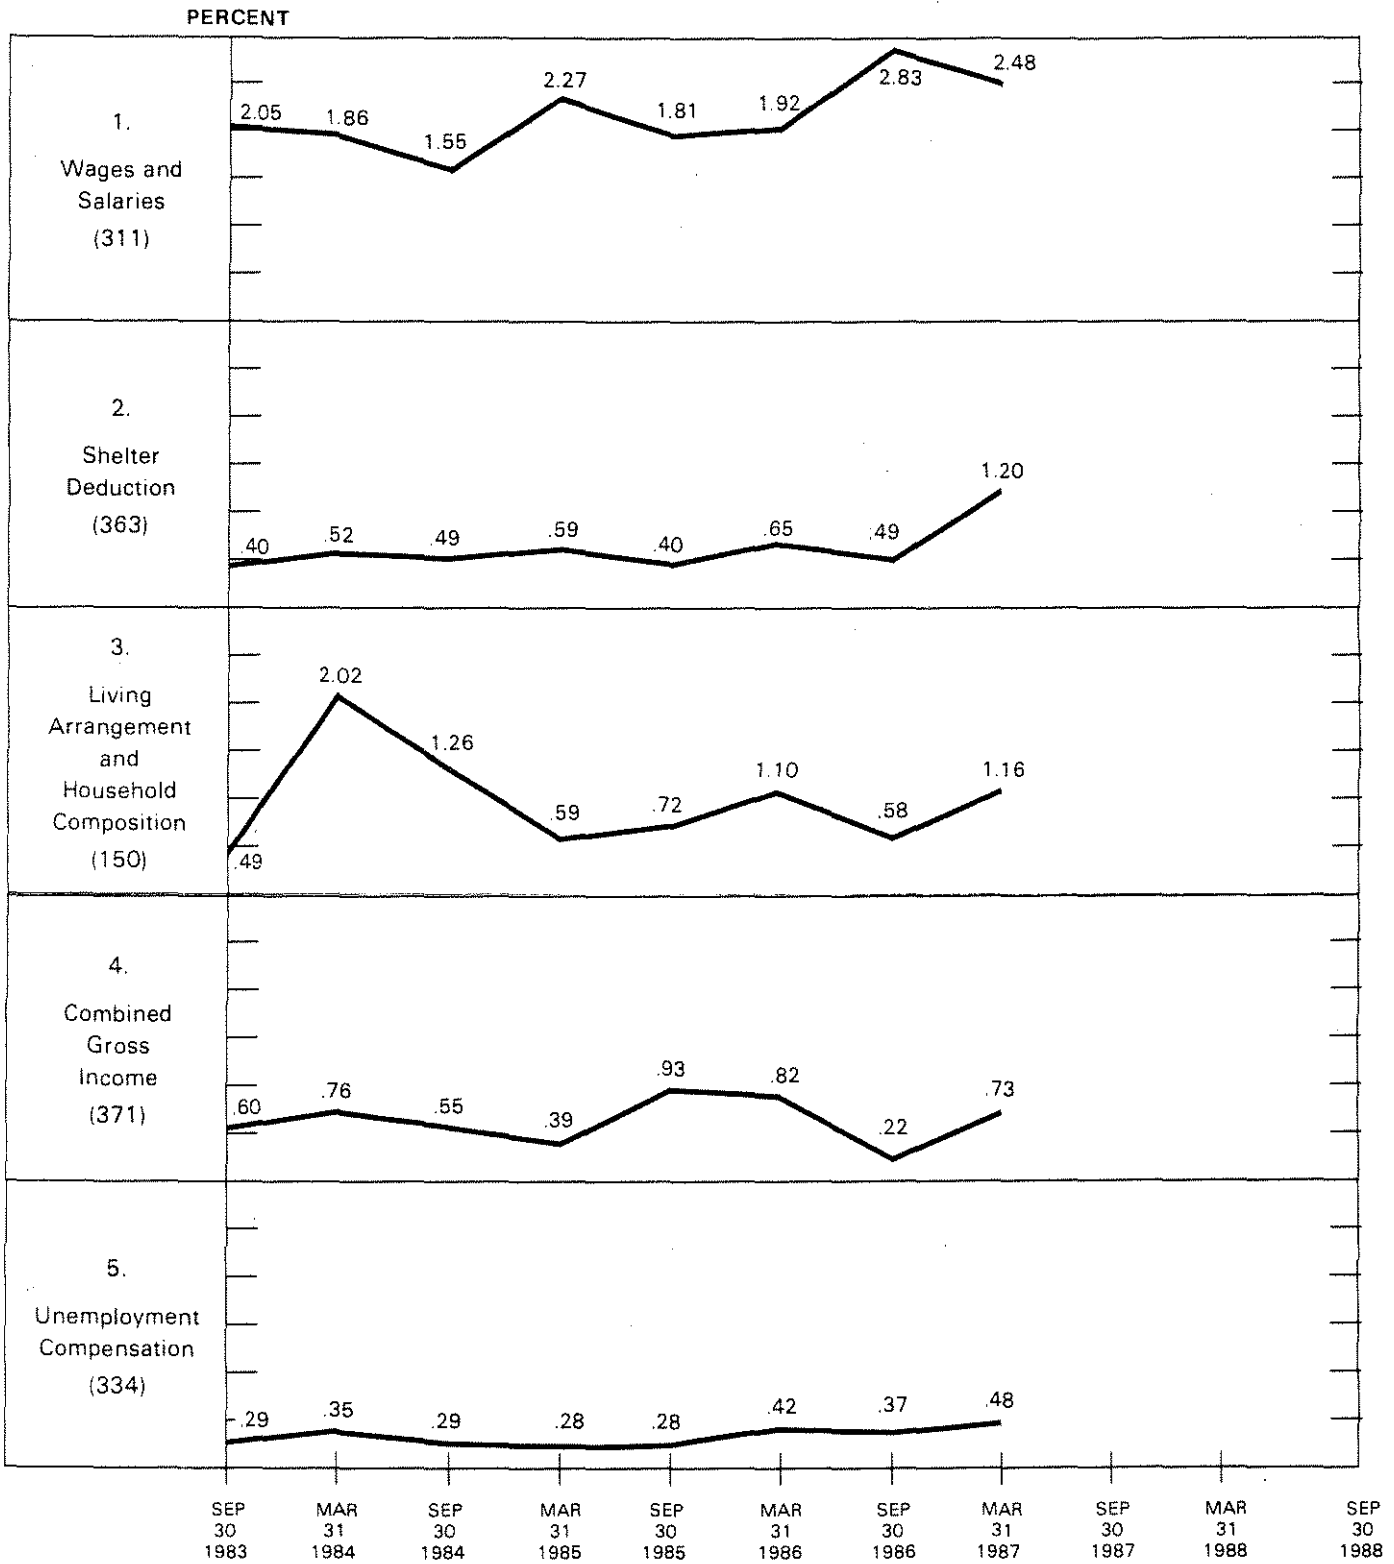 PERCENT
1.
Wages and
Salaries
(311)
2.05
1.86
1.55
2.27
1.81
1.92
2.83
2.48
2.
Shelter
Deduction
(363)
.40
.52
.49
.59
.40
.65
.49
1.20
3.
Living
Arrangement
and
Household
Composition
(150)
.49
2.02
1.26
.59
.72
1.10
.58
1.16
4.
Combined
Gross
Income
(371)
.60
.76
.55
.39
.93
.82
.22
.73
5.
Unemployment
Compensation
(334)
.29
.35
.29
.28
.28
.42
.37
.48
SEP MAR SEP MAR SEP MAR SEP MAR SEP MAR SEP
30 31 30 31 30 31 30 31 30 31 30
1983 1984 1984 1985 1985 1986 1986 1987 1987 1988 1988